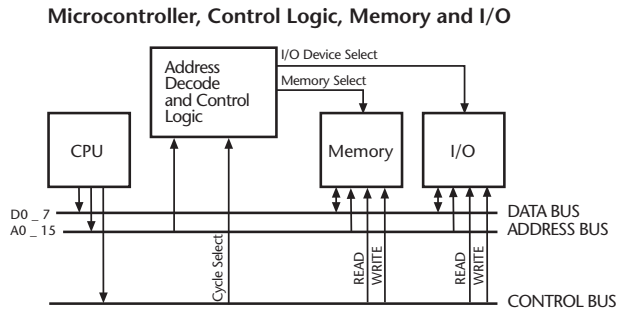 Microcontroller, Control Logic, Memory and I/O
I/O Device Select
Address
Decode
and Control
Logic
Memory Select
CPU
Memory
I/O
D0 _ 7
DATA BUS
A0 _ 15
ADDRESS BUS
Cycle Select
READ
WRITE
READ
WRITE
CONTROL BUS